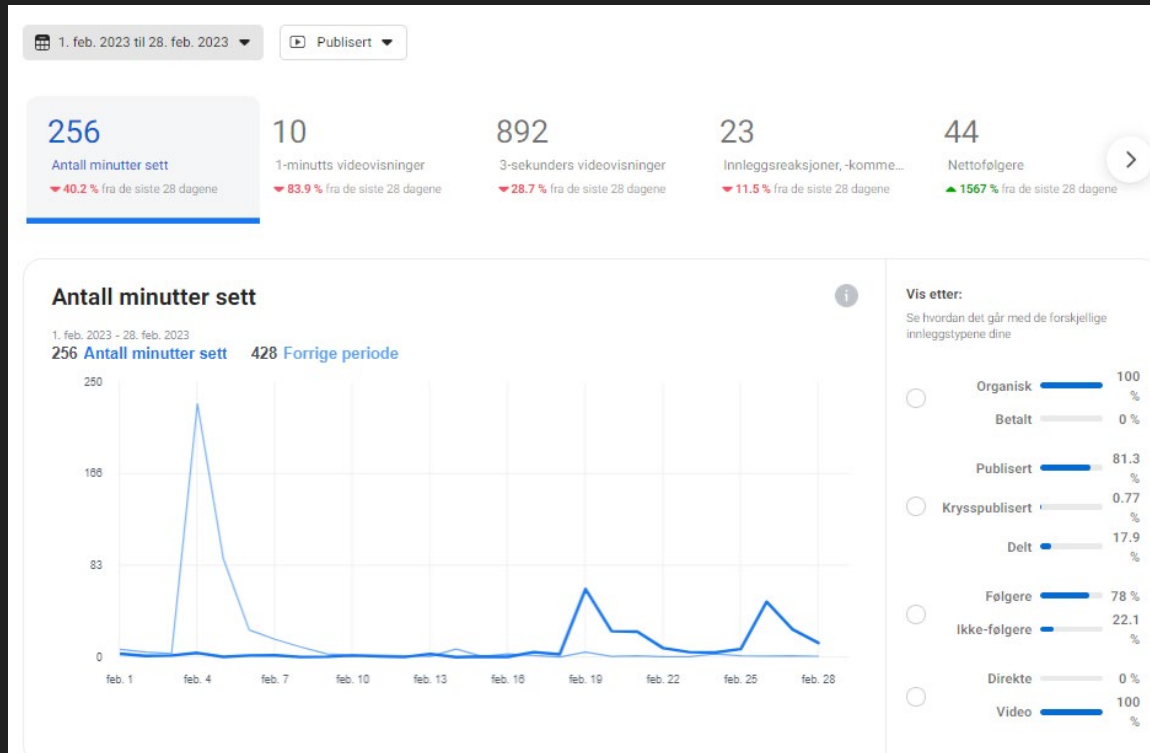 1. feb. 2023 til 28. feb. 2023
Publisert
256
Antall minutter sett
40.2 % fra de siste 28 dagene
10
1-minutts videovisninger
83.9 % fra de siste 28 dagene
892
3-sekunders videovisninger
28.7 % fra de siste 28 dagene
23
Innleggsreaksjoner, -komme...
11.5 % fra de siste 28 dagene
44
Nettofølgere
1567 % fra de siste 28 dagene
Antall minutter sett
1. feb. 2023 - 28. feb. 2023
256 Antall minutter sett 428 Forrige periode
250
166
83
0
feb. 1 feb. 4 feb. 7 feb. 10 feb. 13 feb. 16 feb. 19 feb. 22 feb. 25 feb. 28
Vis etter:
Se hvordan det går med de forskjellige
innleggstypene dine
Organisk 100 %
Betalt 0 %
Publisert 81.3 %
Krysspublisert 0.77 %
Delt 17.9 %
Følgere 78 %
Ikke-følgere 22.1 %
Direkte 0 %
Video 100 %